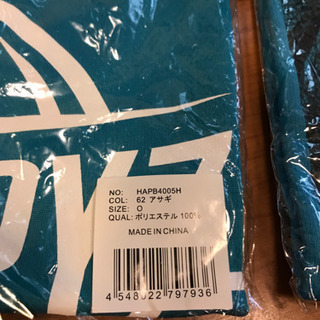 NO: HAPB4005H
COL: 62 アサギ
SIZE: O
QUAL: ポリエステル 100%
MADE IN CHINA
4 548022 797936